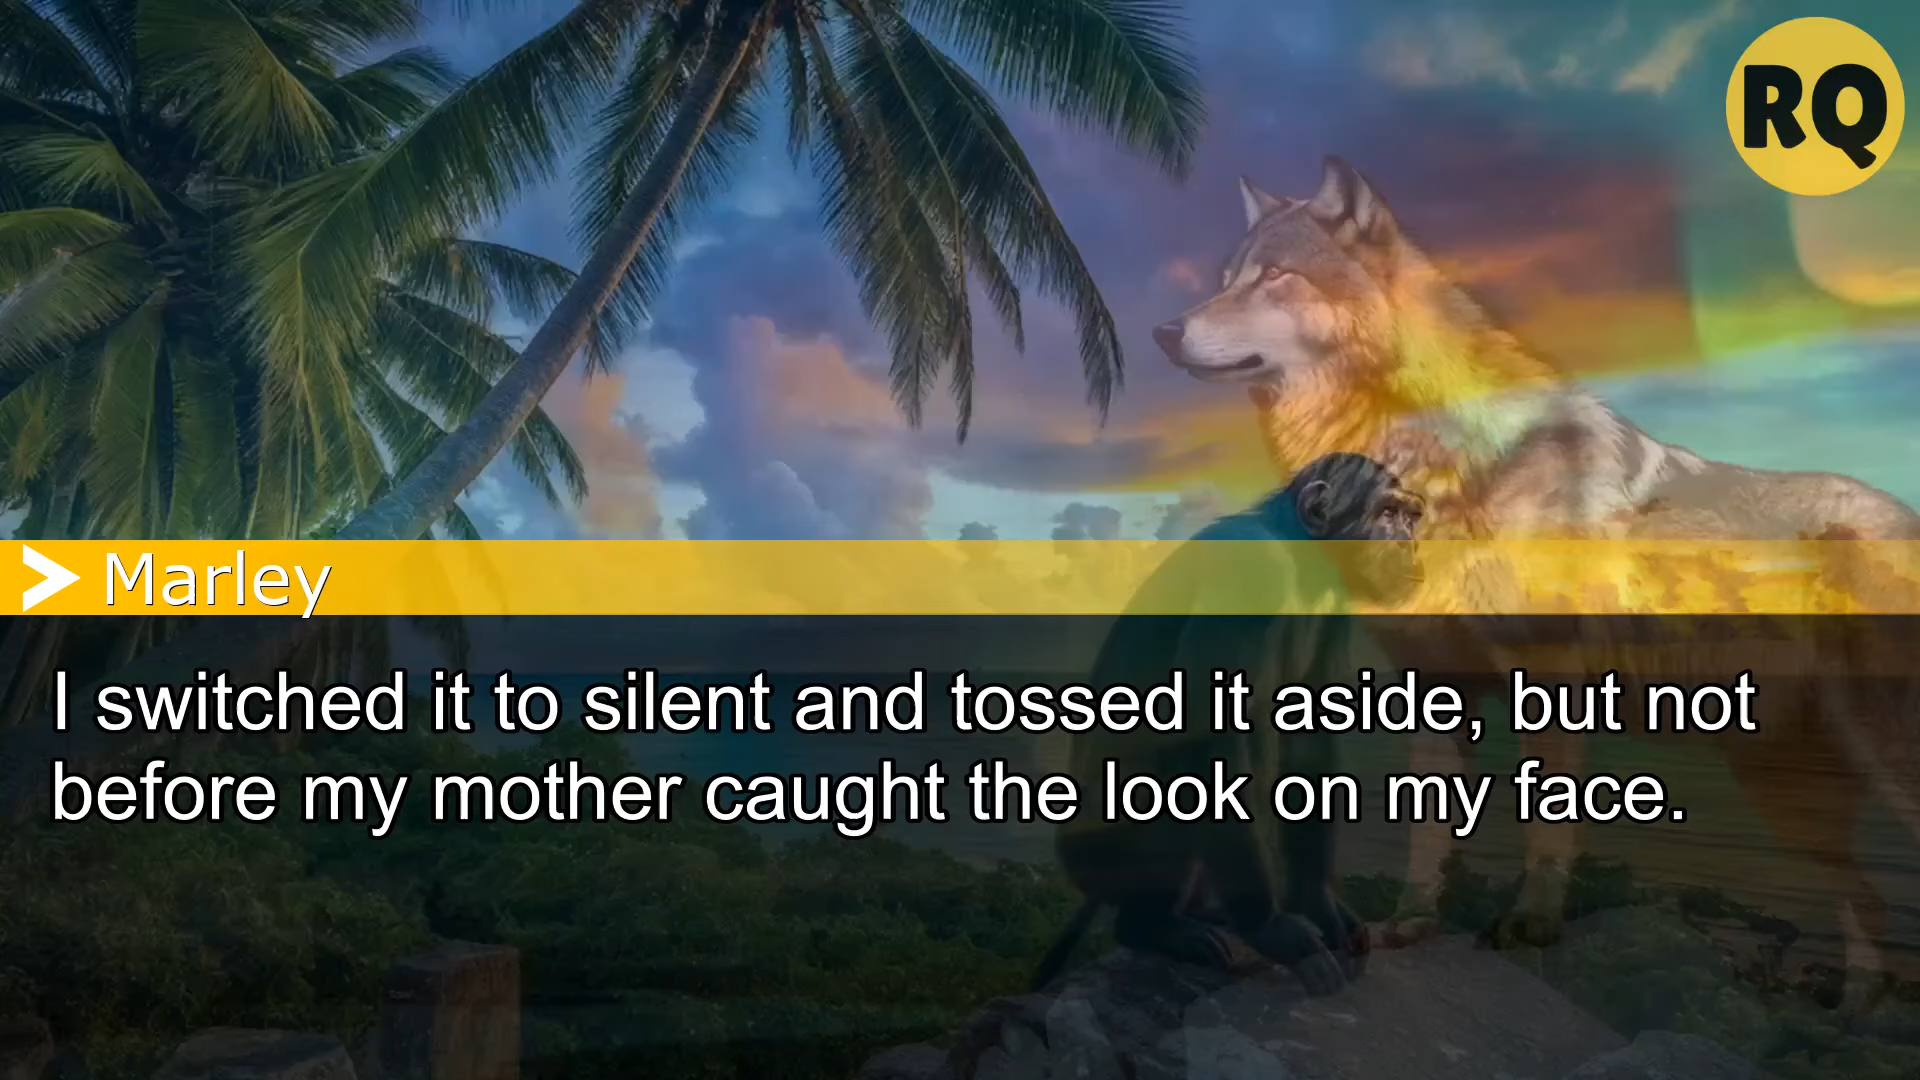 RQ
Marley
I switched it to silent and tossed it aside, but not
before my mother caught the look on my face.